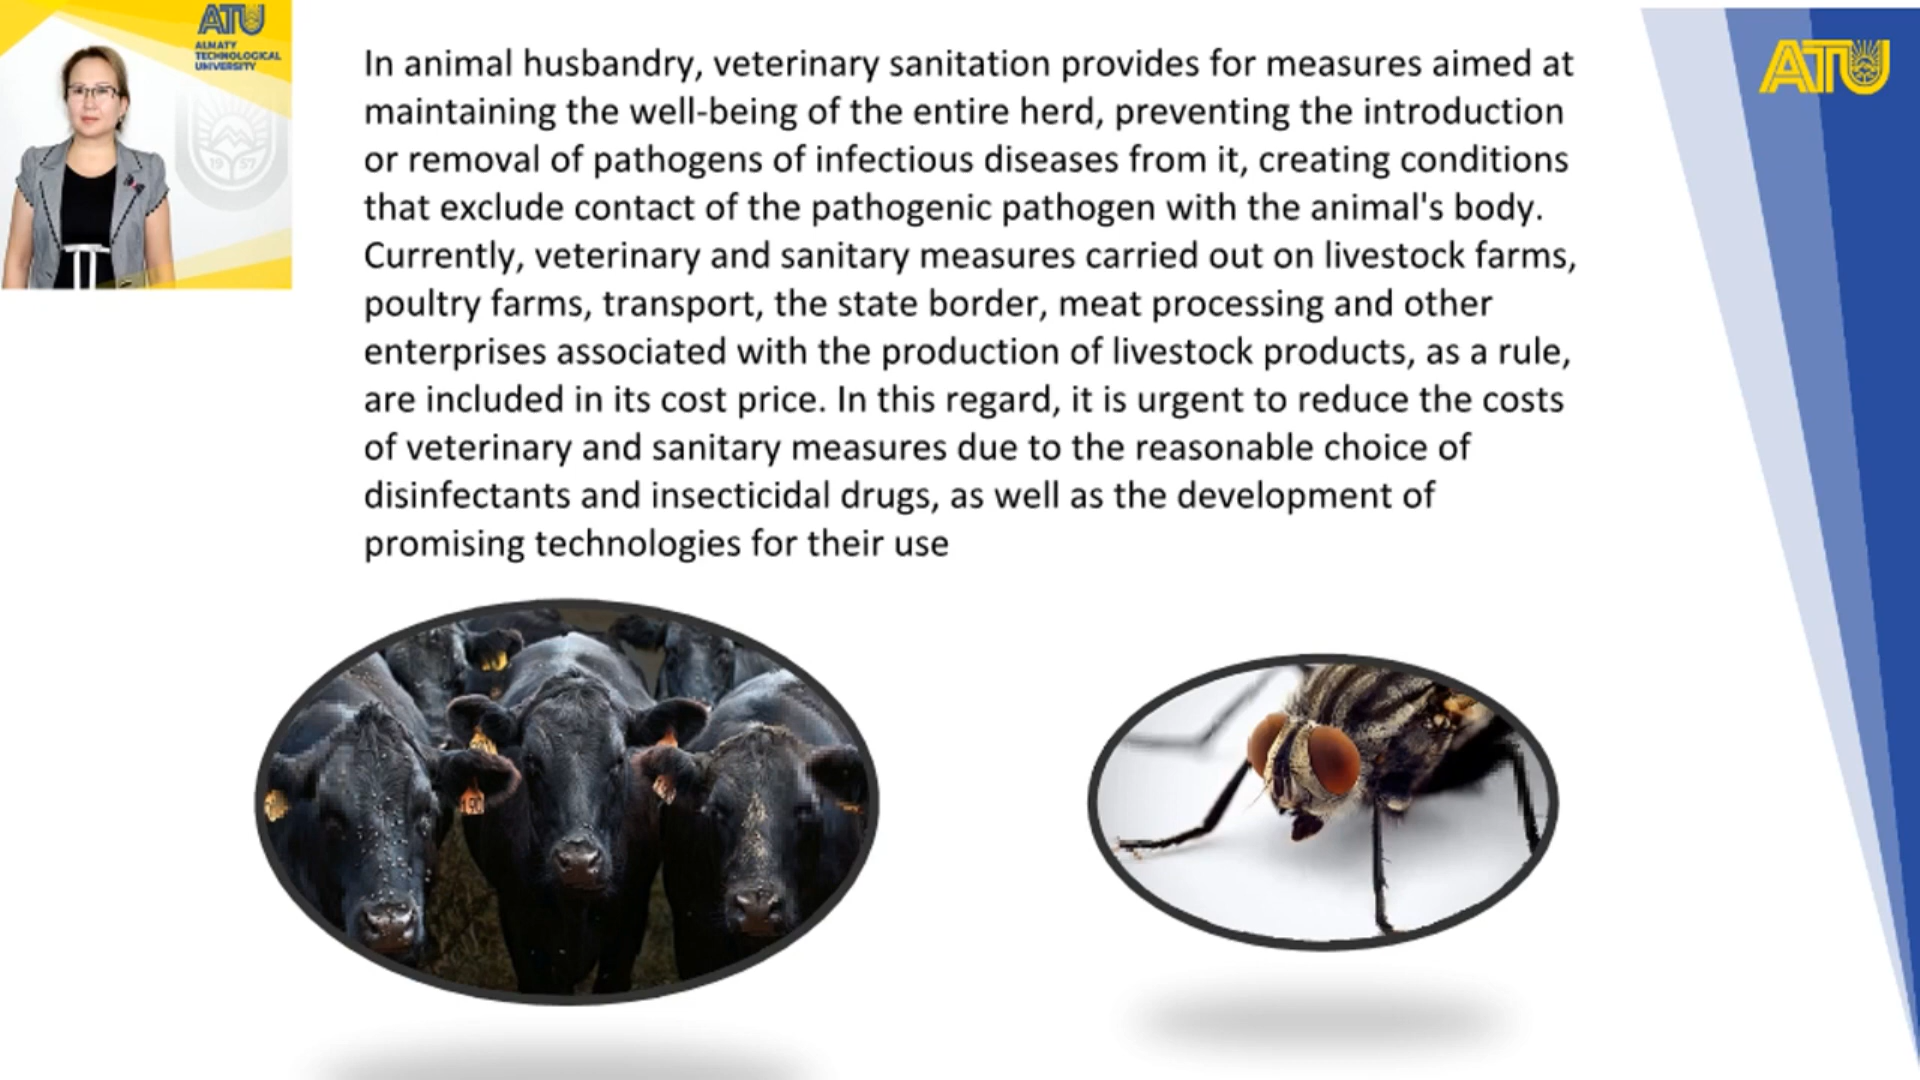 ATU
ALMATY
TECHNOLOGICAL
UNIVERSITY
1957
ATU
In animal husbandry, veterinary sanitation provides for measures aimed at
maintaining the well-being of the entire herd, preventing the introduction
or removal of pathogens of infectious diseases from it, creating conditions
that exclude contact of the pathogenic pathogen with the animal's body.
Currently, veterinary and sanitary measures carried out on livestock farms,
poultry farms, transport, the state border, meat processing and other
enterprises associated with the production of livestock products, as a rule,
are included in its cost price. In this regard, it is urgent to reduce the costs
of veterinary and sanitary measures due to the reasonable choice of
disinfectants and insecticidal drugs, as well as the development of
promising technologies for their use